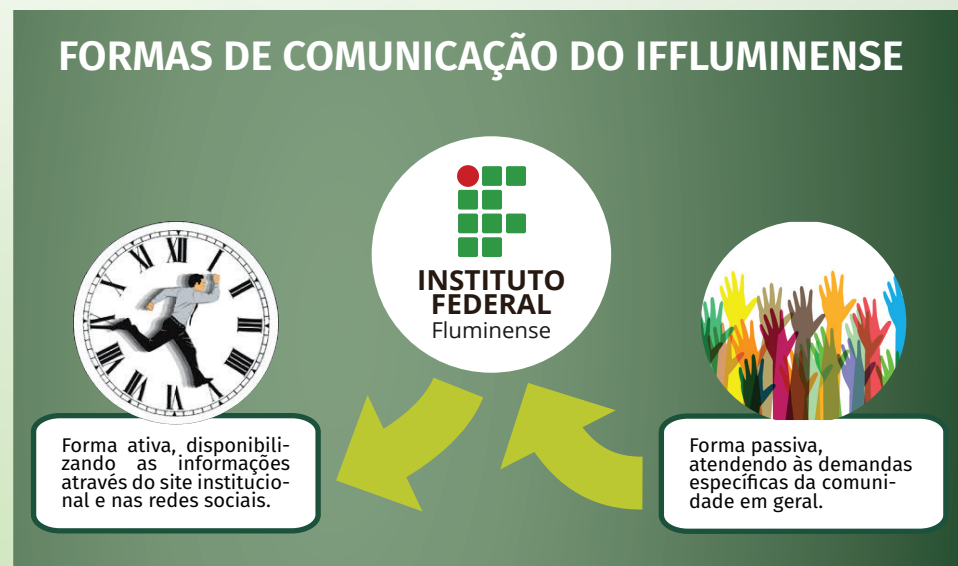 FORMAS DE COMUNICAÇÃO DO IFFLUMINENSE
INSTITUTO
FEDERAL
Fluminense
XII
Forma ativa, disponibili-
zando as informações
através do site institucio-
nal e nas redes sociais.
Forma passiva,
atendendo às demandas
específicas da comuni-
dade em geral.